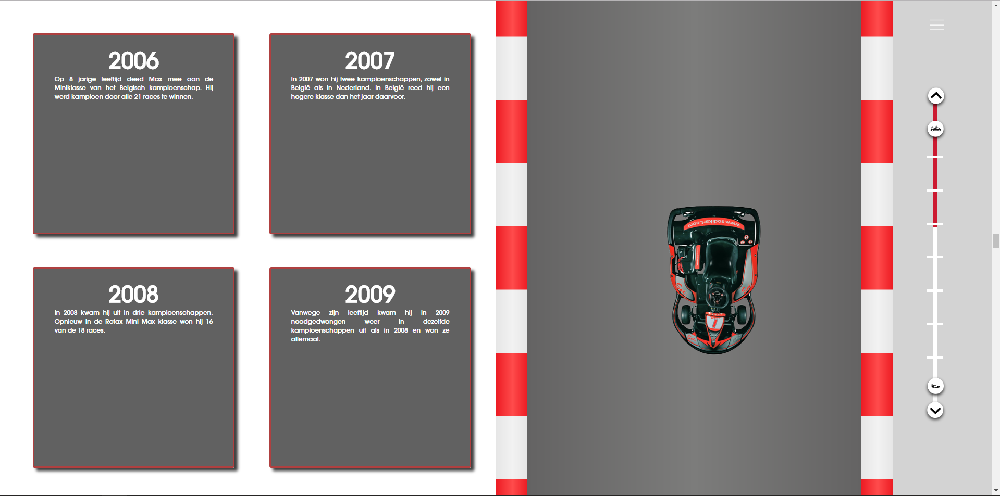 2006
Op 8 jarige leeftijd deed Max mee aan de
Miniklasse van het Belgisch kampioenschap. Hij
werd kampioen door alle 21 races te winnen.
2007
In 2007 won hij twee kampioenschappen, zowel in
België als in Nederland. In België reed hij een
hogere klasse dan het jaar daarvoor.
2008
In 2008 kwam hij uit in drie kampioenschappen.
Opnieuw in de Rotax Mini Max klasse won hij 16
van de 18 races.
2009
Vanwege zijn leeftijd kwam hij in 2009
noodgedwongen weer in dezelfde
kampioenschappen uit als in 2008 en won ze
allemaal.
www.sodikart.com
Sodi
Sodi
1
Sodi